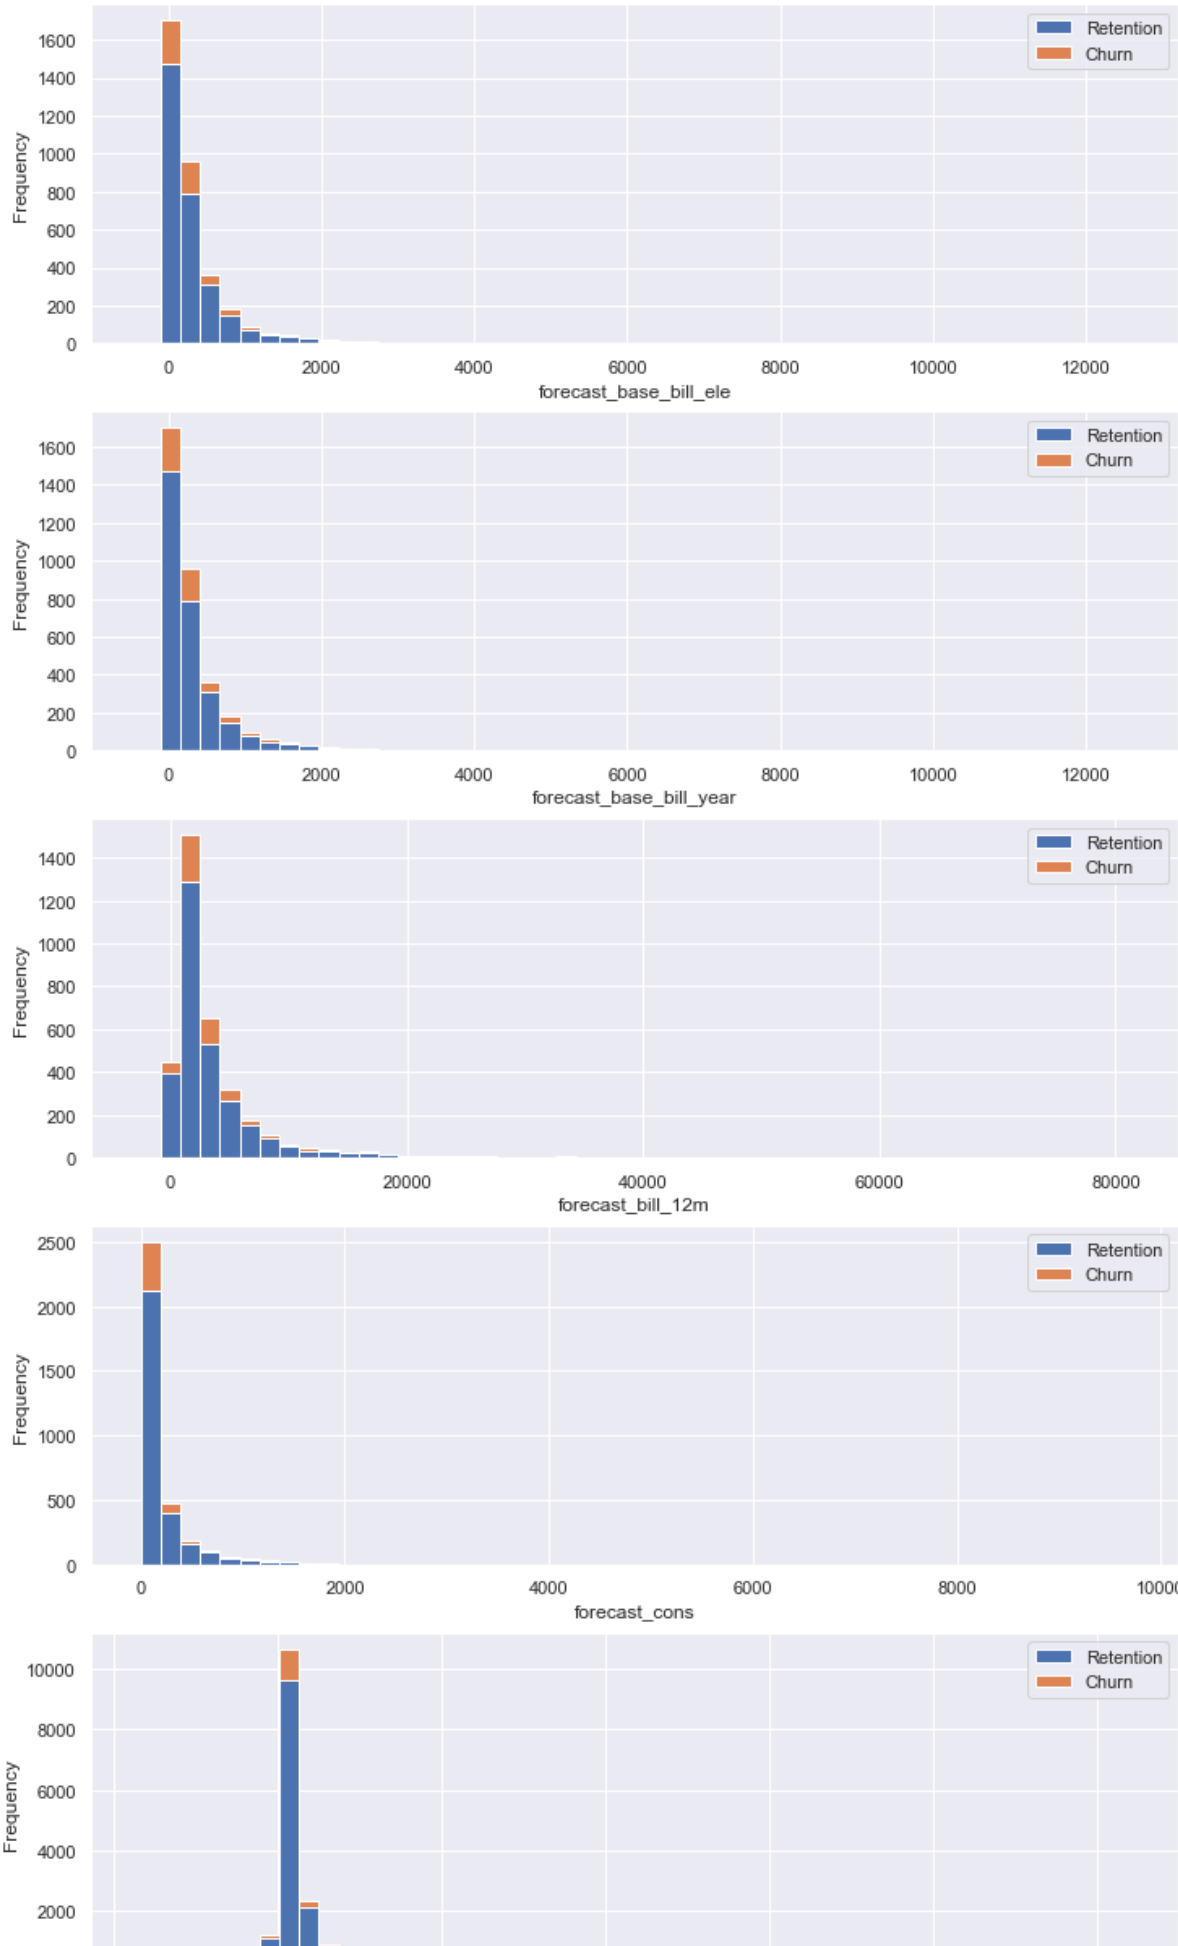 Retention
Churn
1600
1400
1200
1000
800
600
400
200
0
Frequency
0 2000 4000 6000 8000 10000 12000
forecast_base_bill_ele
Retention
Churn
1600
1400
1200
1000
800
600
400
200
0
Frequency
0 2000 4000 6000 8000 10000 12000
forecast_base_bill_year
Retention
Churn
1400
1200
1000
800
600
400
200
0
Frequency
0 20000 40000 60000 80000
forecast_bill_12m
Retention
Churn
2500
2000
1500
1000
500
0
Frequency
0 2000 4000 6000 8000 10000
forecast_cons
Retention
Churn
10000
8000
6000
4000
2000
Frequency